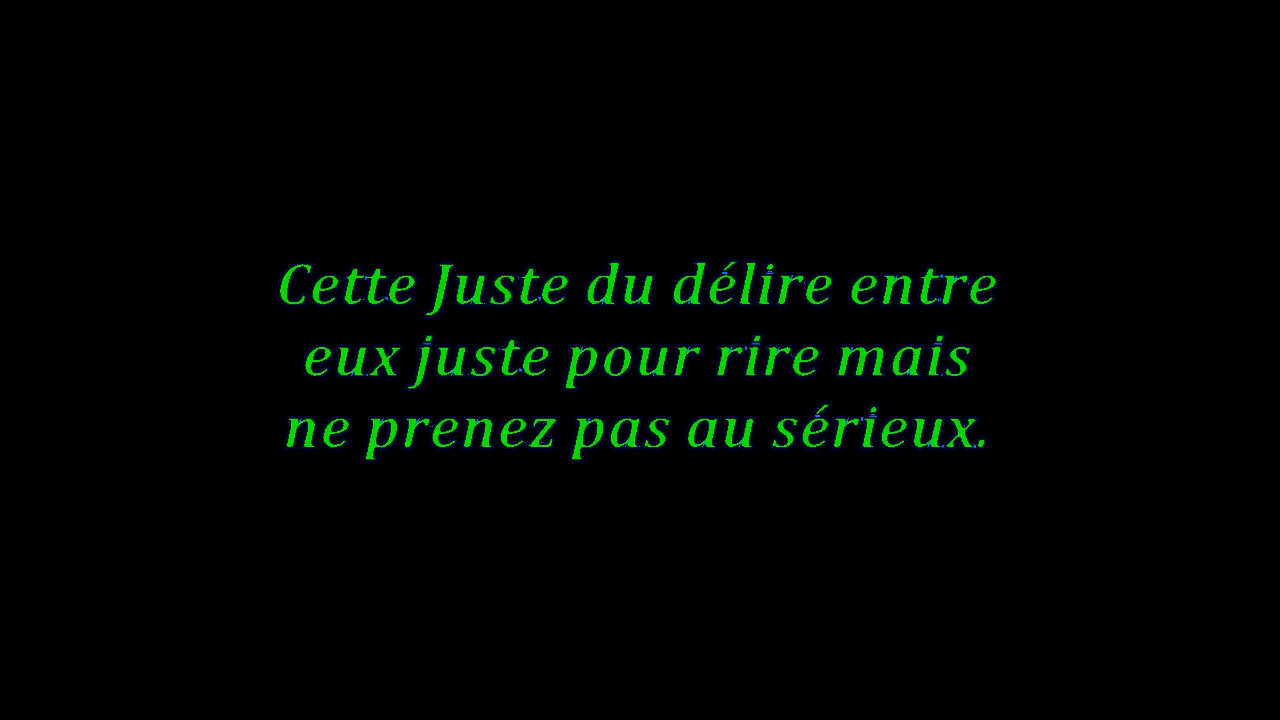 Cette Juste du délire entre
eux juste pour rire mais
ne prenez pas au sérieux.